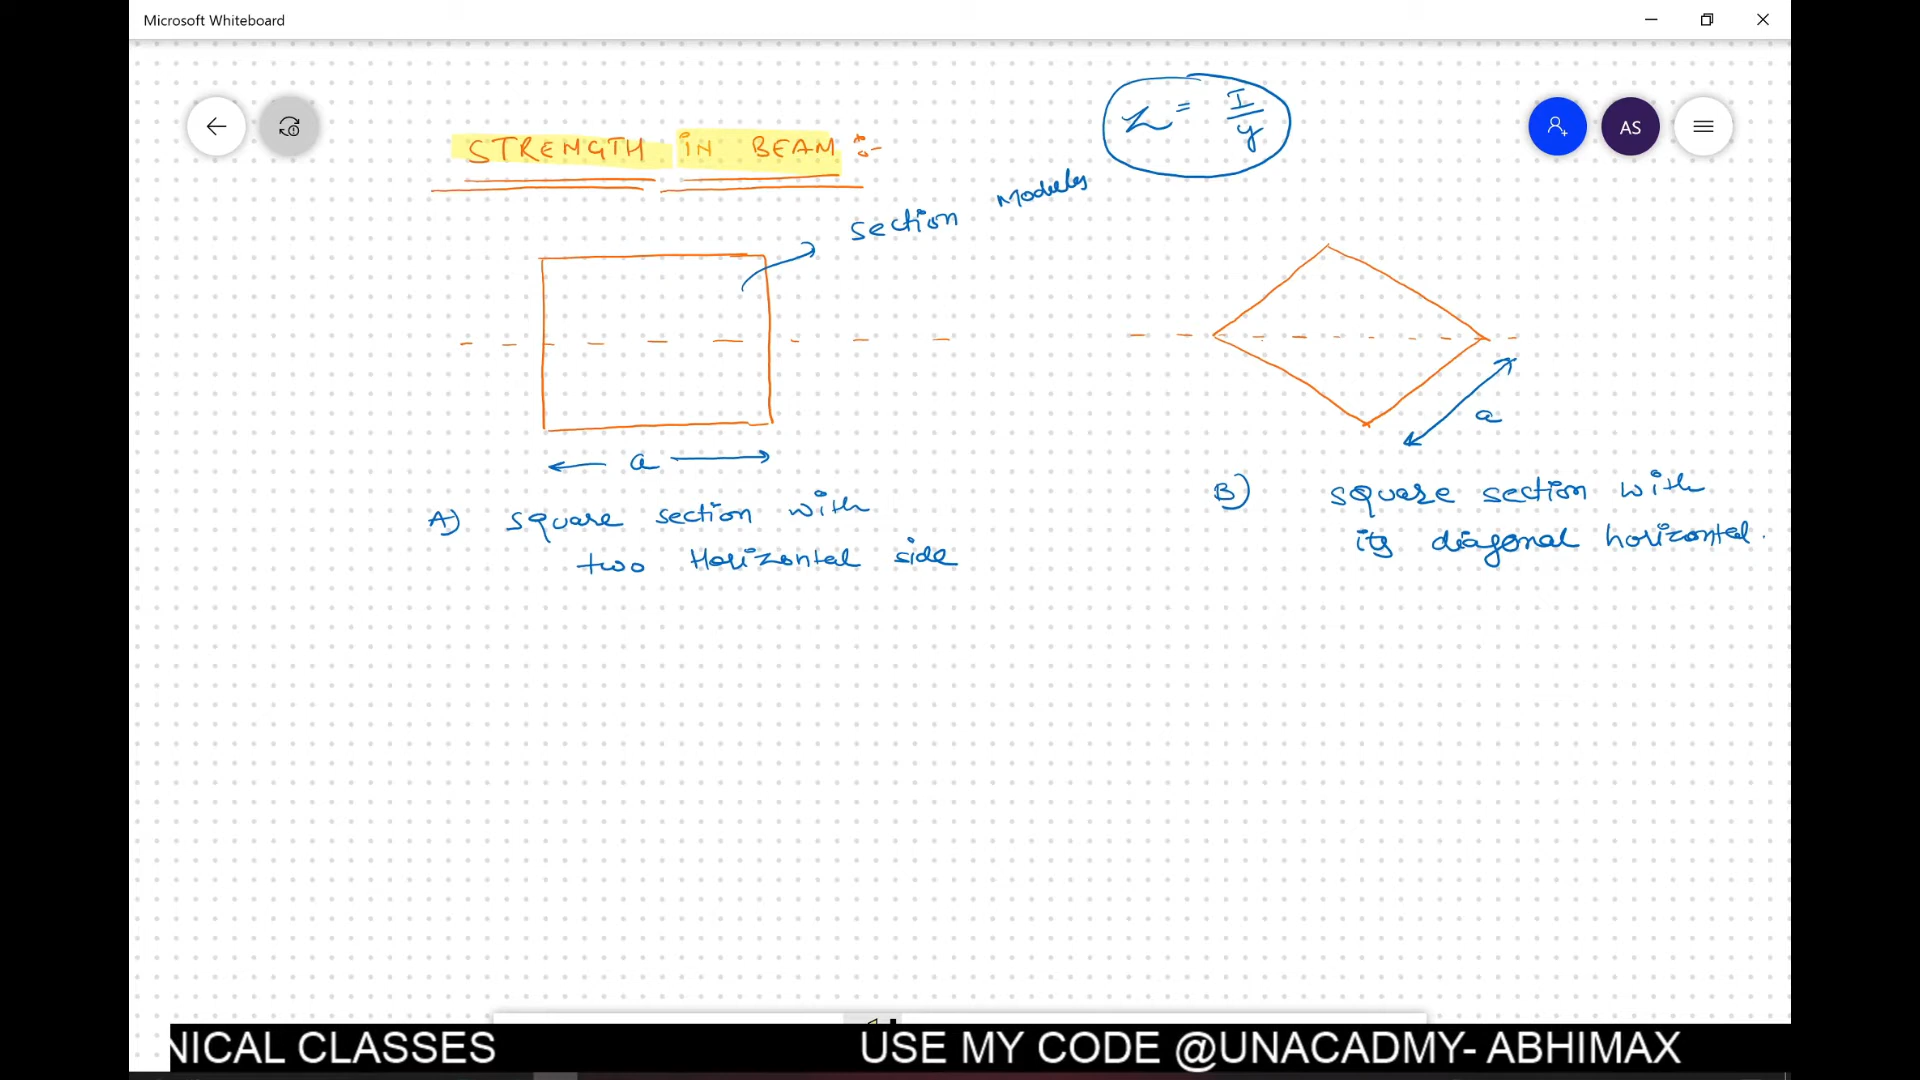 Microsoft Whiteboard
Z = I/y
AS
STRENGTH IN BEAM :-
section Modulus
a
a
A) square section with
two Horizontal side
B) square section with
its diagonal horizontal.
NICAL CLASSES
USE MY CODE @UNACADMY- ABHIMAX